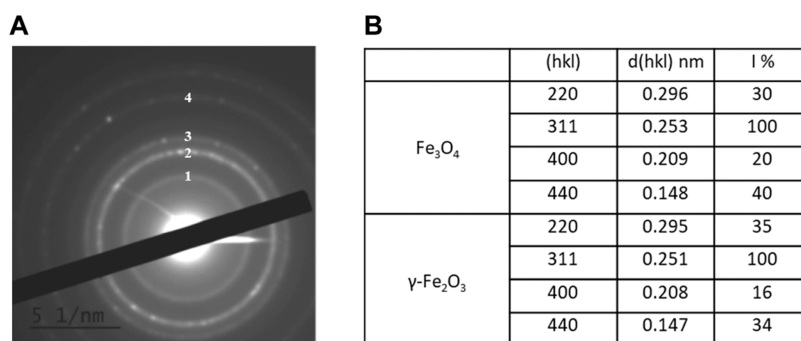 A
B
4
3
2
1
5 1/nm
(hkl) d(hkl) nm I %
Fe₃O₄
220 0.296 30
311 0.253 100
400 0.209 20
440 0.148 40
γ-Fe₂O₃
220 0.295 35
311 0.251 100
400 0.208 16
440 0.147 34